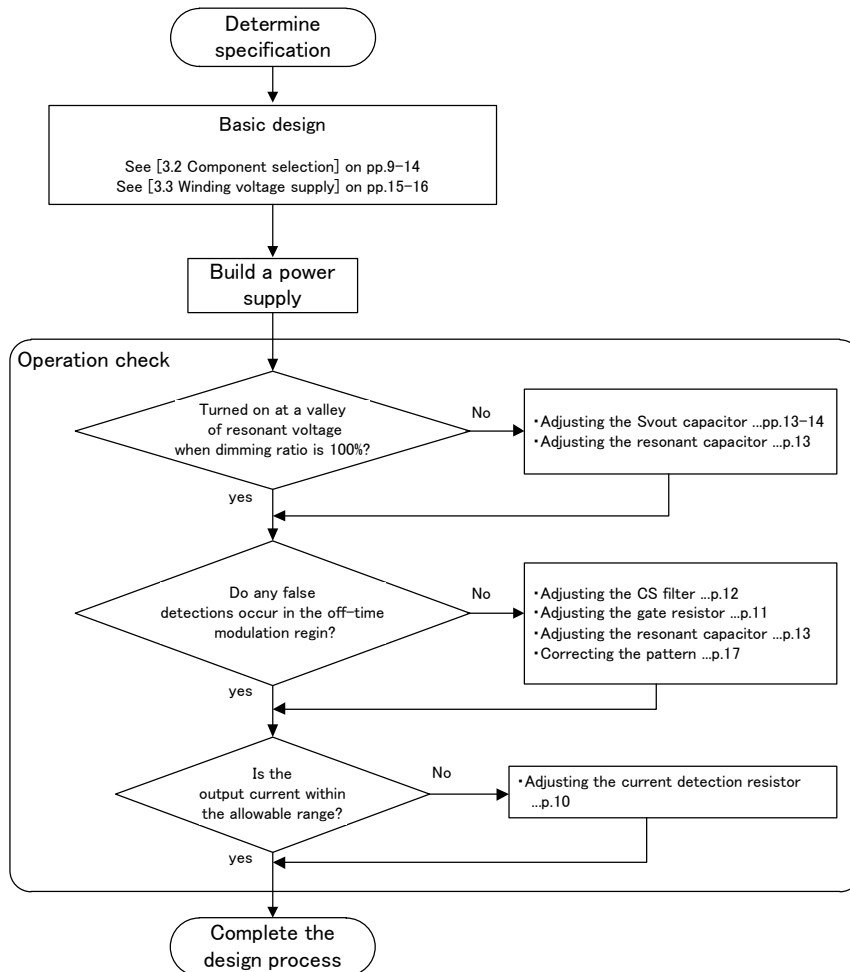 Determine
specification
Basic design
See [3.2 Component selection] on pp.9-14
See [3.3 Winding voltage supply] on pp.15-16
Build a power
supply
Operation check
Turned on at a valley
of resonant voltage
when dimming ratio is 100%?
No
・Adjusting the Svout capacitor ...pp.13-14
・Adjusting the resonant capacitor ...p.13
yes
Do any false
detections occur in the off-time
modulation regin?
No
・Adjusting the CS filter ...p.12
・Adjusting the gate resistor ...p.11
・Adjusting the resonant capacitor ...p.13
・Correcting the pattern ...p.17
yes
Is the
output current within
the allowable range?
No
・Adjusting the current detection resistor
...p.10
yes
Complete the
design process